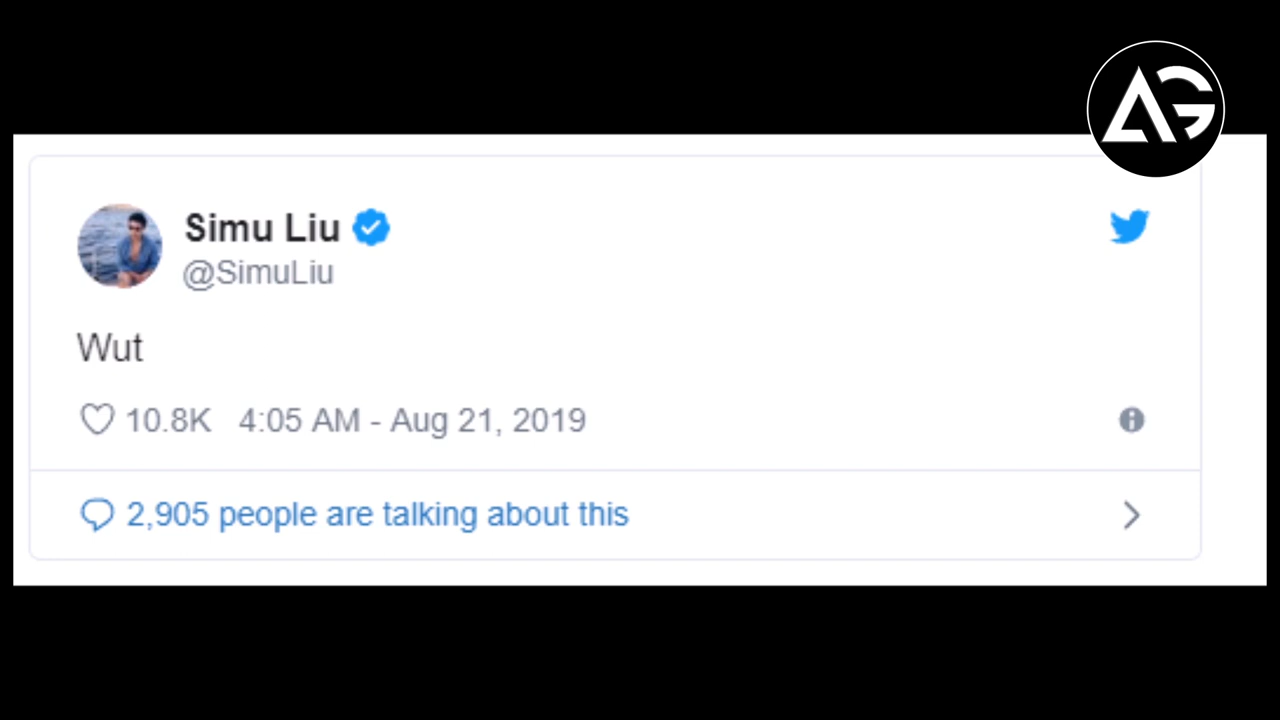 AG
Simu Liu
@SimuLiu
Wut
10.8K 4:05 AM - Aug 21, 2019
2,905 people are talking about this